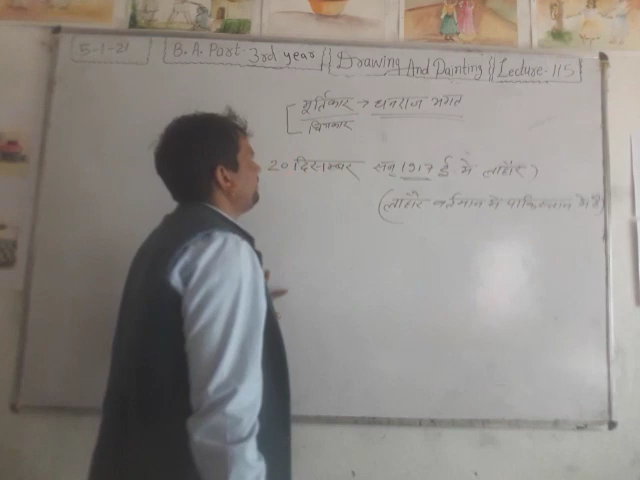 5-1-21 B.A. Part-3rd year || Drawing And Painting || Lecture-115
मूर्तिकार → धनराज भगत
चित्रकार
20 दिसम्बर सन् 1917 ई में लाहौर
(लाहौर वर्तमान में पाकिस्तान में है)